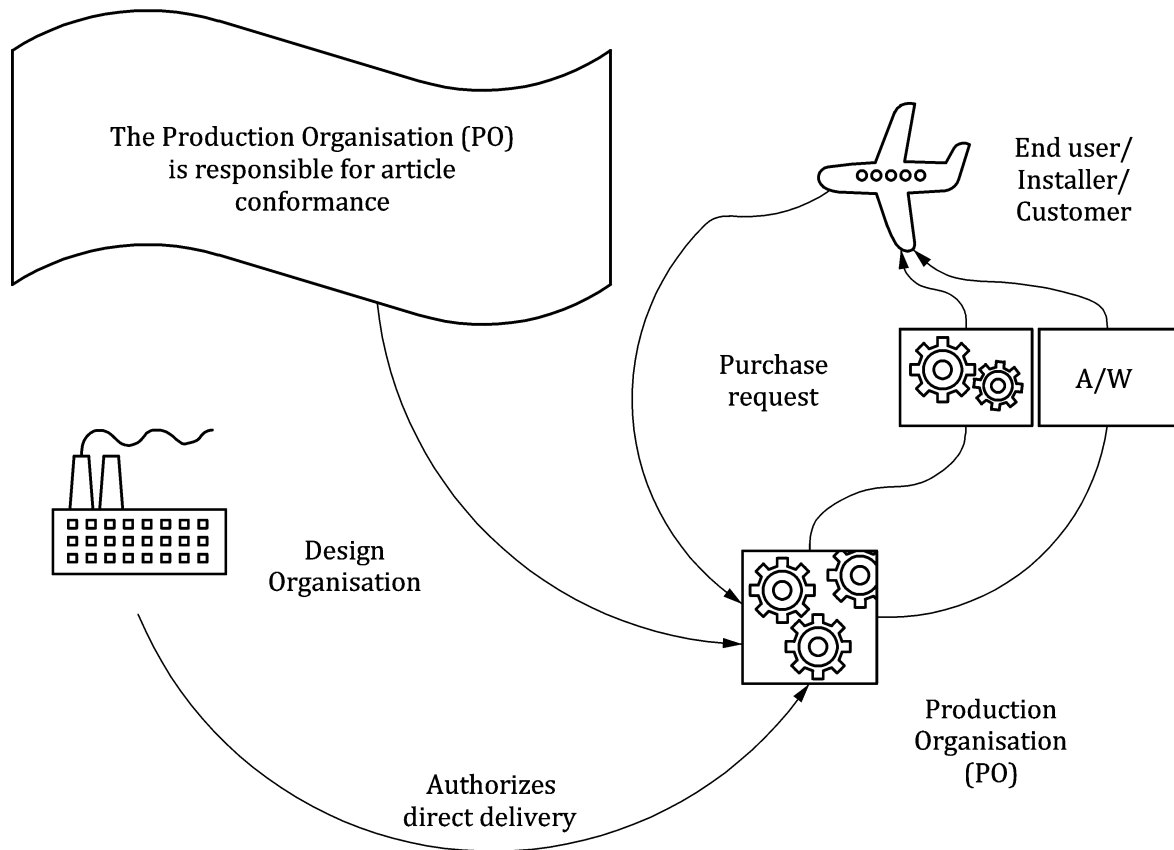 The Production Organisation (PO)
is responsible for article
conformance
End user/
Installer/
Customer
Purchase
request
A/W
Design
Organisation
Production
Organisation
(PO)
Authorizes
direct delivery